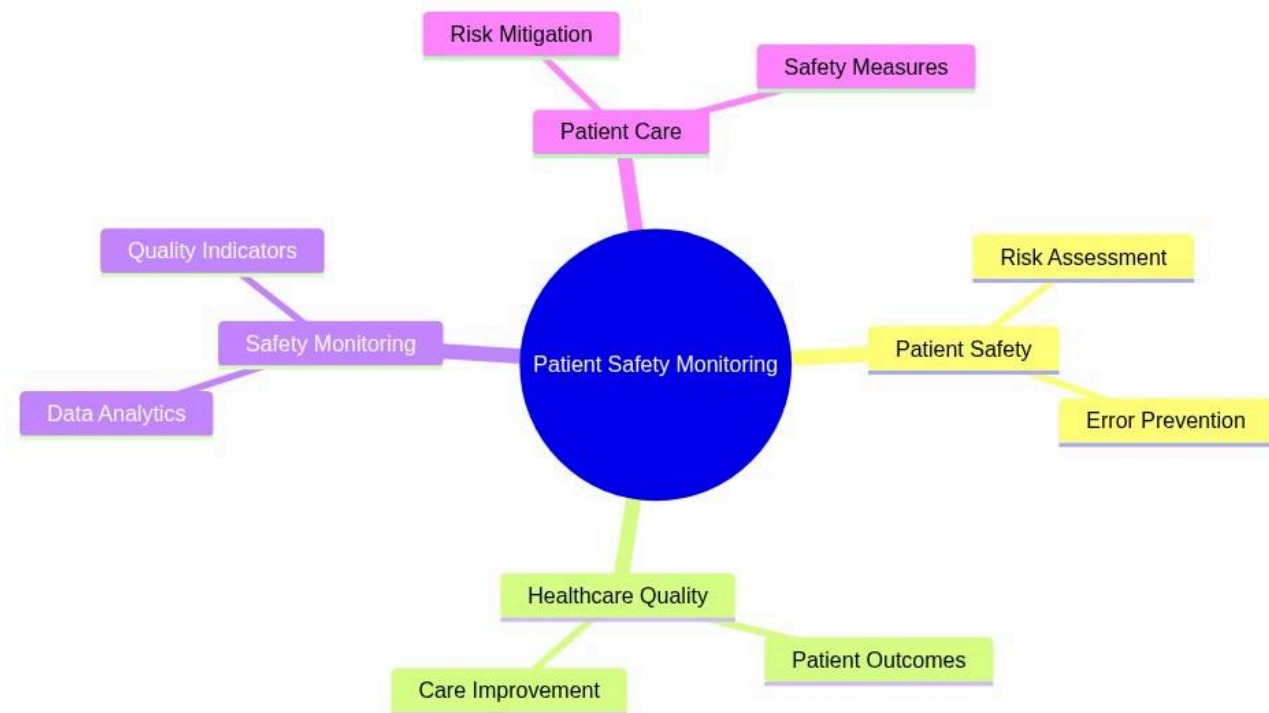 Risk Mitigation
Safety Measures
Patient Care
Quality Indicators
Risk Assessment
Safety Monitoring
Patient Safety Monitoring
Patient Safety
Data Analytics
Error Prevention
Healthcare Quality
Patient Outcomes
Care Improvement